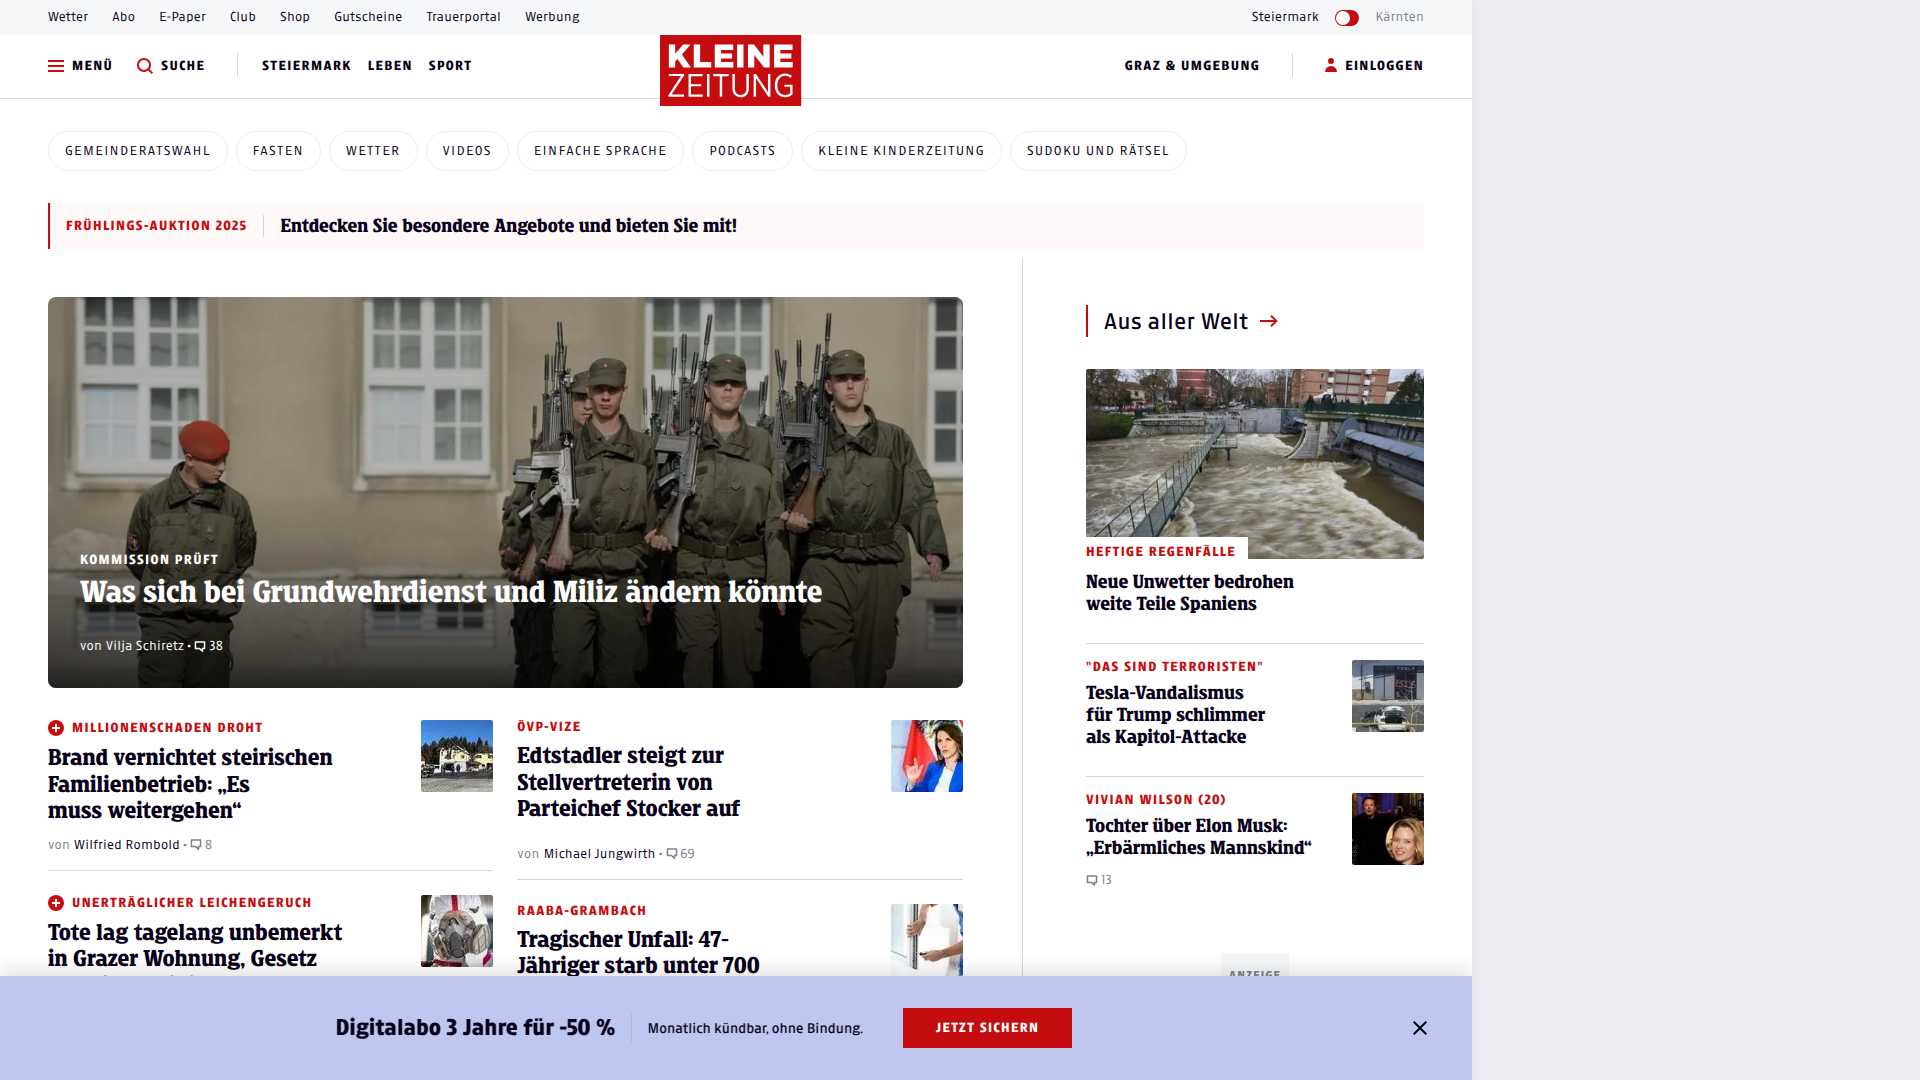 Wetter Abo E-Paper Club Shop Gutscheine Trauerportal Werbung Steiermark Kärnten
MENÜ SUCHE STEIERMARK LEBEN SPORT KLEINE ZEITUNG GRAZ & UMGEBUNG EINLOGGEN
GEMEINDERATSWAHL FASTEN WETTER VIDEOS EINFACHE SPRACHE PODCASTS KLEINE KINDERZEITUNG SUDOKU UND RÄTSEL
FRÜHLINGS-AUKTION 2025 Entdecken Sie besondere Angebote und bieten Sie mit!
KOMMISSION PRÜFT
Was sich bei Grundwehrdienst und Miliz ändern könnte
von Vilja Schiretz • 38
MILLIONENSCHADEN DROHT
Brand vernichtet steirischen
Familienbetrieb: „Es
muss weitergehen“
von Wilfried Rombold • 8
UNERTRÄGLICHER LEICHENGERUCH
Tote lag tagelang unbemerkt
in Grazer Wohnung, Gesetz
ÖVP-VIZE
Edtstadler steigt zur
Stellvertreterin von
Parteichef Stocker auf
von Michael Jungwirth • 69
RAABA-GRAMBACH
Tragischer Unfall: 47-
Jähriger starb unter 700
Aus aller Welt
HEFTIGE REGENFÄLLE
Neue Unwetter bedrohen
weite Teile Spaniens
"DAS SIND TERRORISTEN"
Tesla-Vandalismus
für Trump schlimmer
als Kapitol-Attacke
VIVIAN WILSON (20)
Tochter über Elon Musk:
„Erbärmliches Mannskind“
13
ANZEIGE
Digitalabo 3 Jahre für -50 % Monatlich kündbar, ohne Bindung. JETZT SICHERN